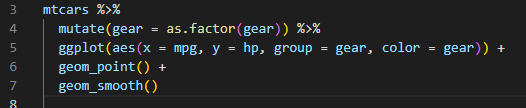 3 mtcars %>%
4   mutate(gear = as.factor(gear)) %>%
5   ggplot(aes(x = mpg, y = hp, group = gear, color = gear)) +
6   geom_point() +
7   geom_smooth()
8